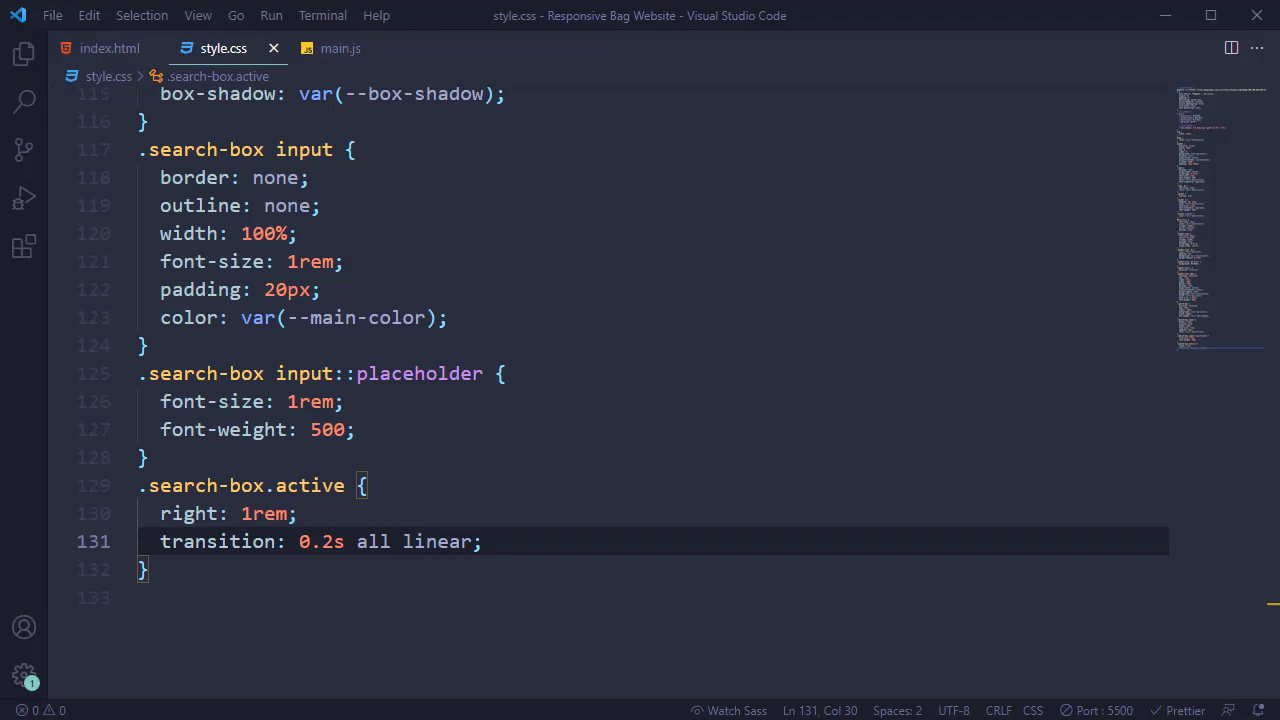 File Edit Selection View Go Run Terminal Help style.css - Responsive Bag Website - Visual Studio Code
index.html style.css main.js
style.css .search-box.active
115 box-shadow: var(--box-shadow);
116 }
117 .search-box input {
118 border: none;
119 outline: none;
120 width: 100%;
121 font-size: 1rem;
122 padding: 20px;
123 color: var(--main-color);
124 }
125 .search-box input::placeholder {
126 font-size: 1rem;
127 font-weight: 500;
128 }
129 .search-box.active {
130 right: 1rem;
131 transition: 0.2s all linear;
132 }
133
1
0 0 Watch Sass Ln 131, Col 30 Spaces: 2 UTF-8 CRLF CSS Port : 5500 Prettier